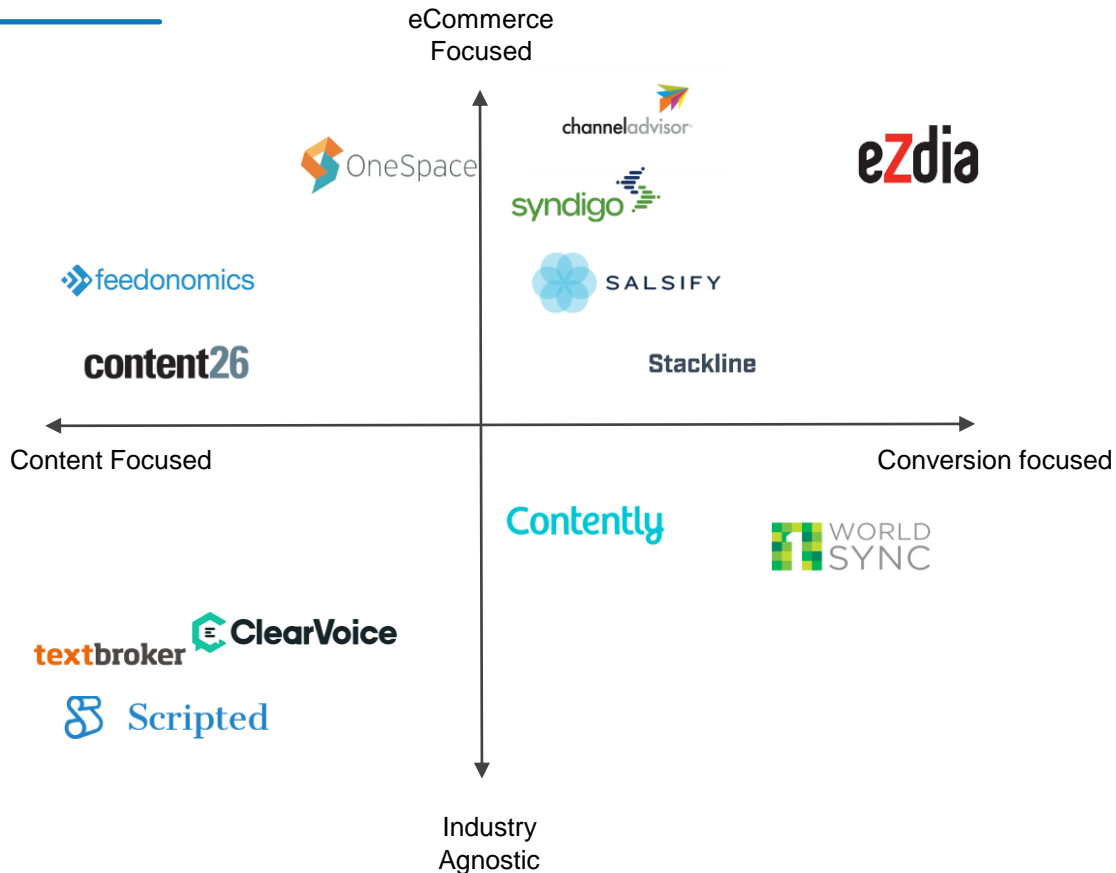 eCommerce
Focused
channeladvisor
OneSpace
eZdia
syndigo
feedonomics
SALSIFY
content26
Stackline
Content Focused
Conversion focused
Contently
1
WORLD
SYNC
ClearVoice
textbroker
Scripted
Industry
Agnostic